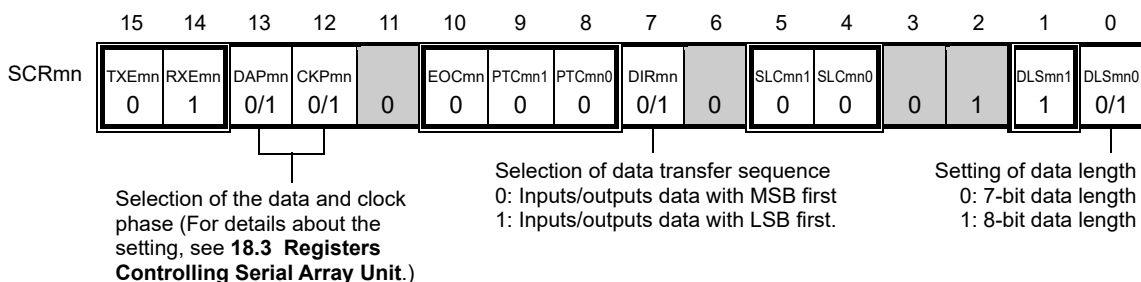 15 14 13 12 11 10 9 8 7 6 5 4 3 2 1 0
SCRmn TXEmn RXEmn DAPmn CKPmn EOCmn PTCmn1 PTCmn0 DIRmn SLCmn1 SLCmn0 DLSmn1 DLSmn0
0 1 0/1 0/1 0 0 0 0 0/1 0 0 0 0 1 1 0/1
Selection of the data and clock
phase (For details about the
setting, see 18.3 Registers
Controlling Serial Array Unit.)
Selection of data transfer sequence
0: Inputs/outputs data with MSB first
1: Inputs/outputs data with LSB first.
Setting of data length
0: 7-bit data length
1: 8-bit data length